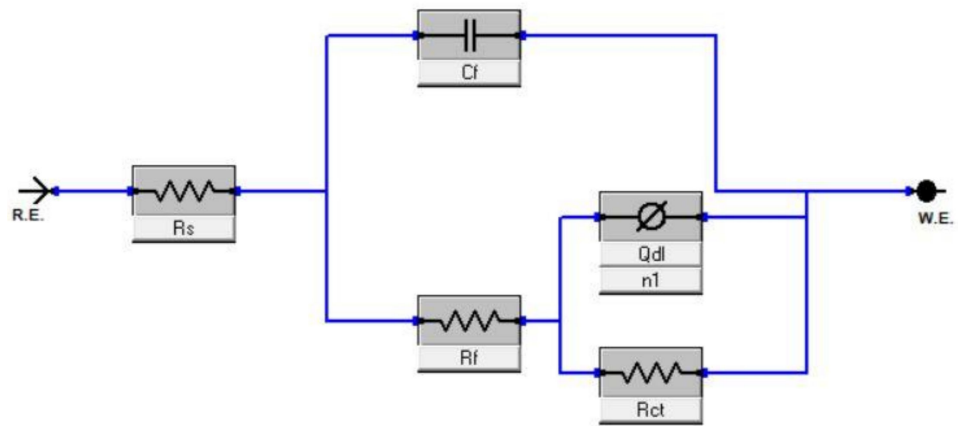 Cf
R.E.
Rs
W.E.
Qdl
n1
Rf
Rct